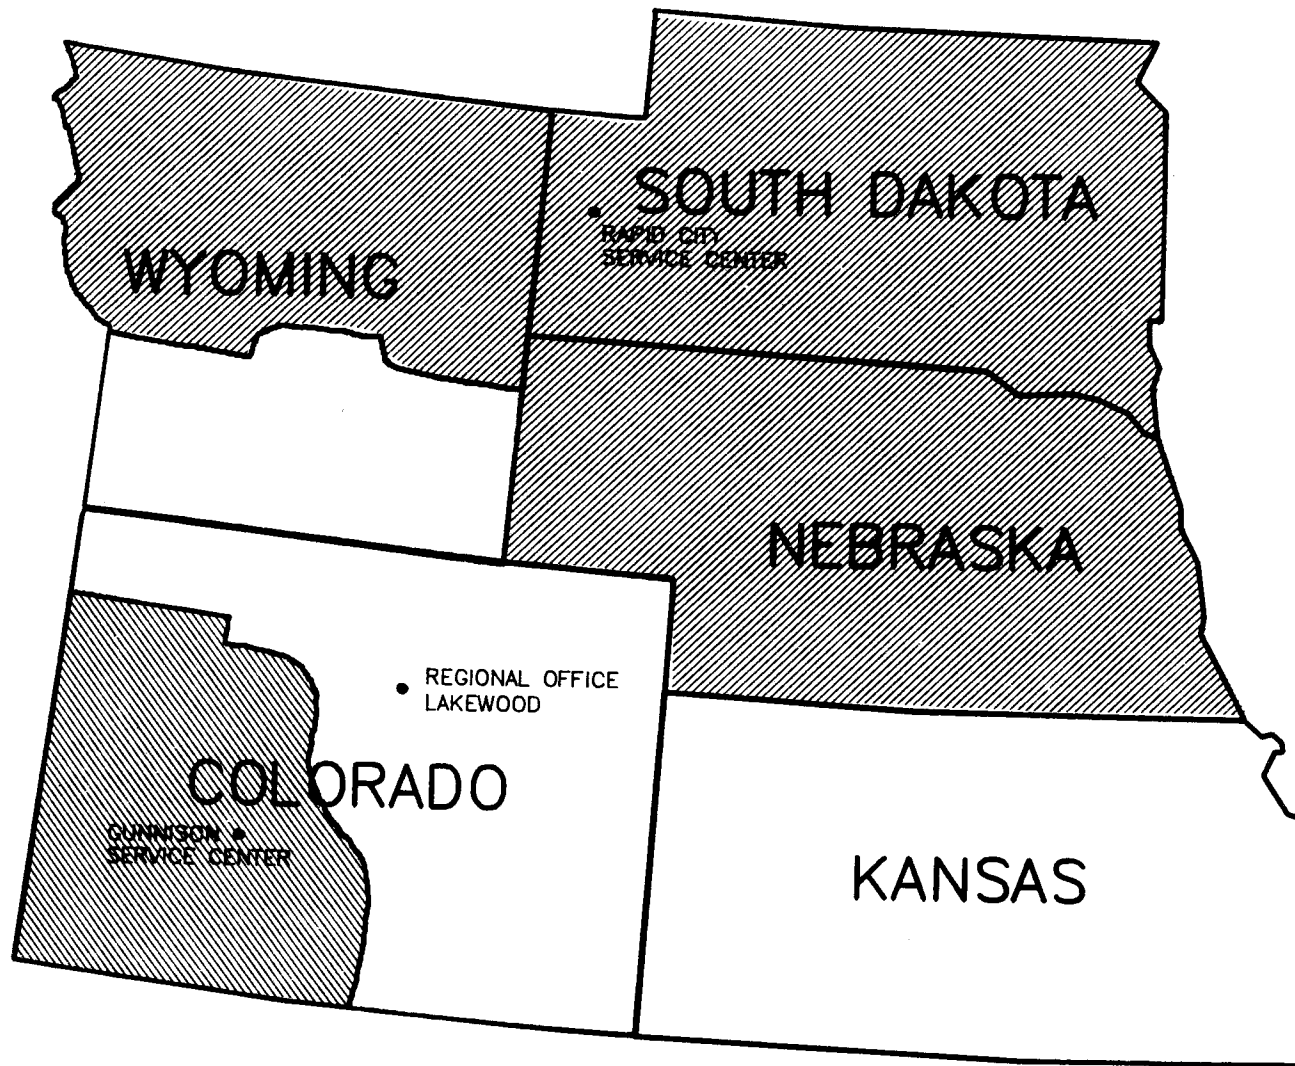 SOUTH DAKOTA
RAPID CITY
SERVICE CENTER
WYOMING
NEBRASKA
REGIONAL OFFICE
LAKEWOOD
COLORADO
GUNNISON
SERVICE CENTER
KANSAS